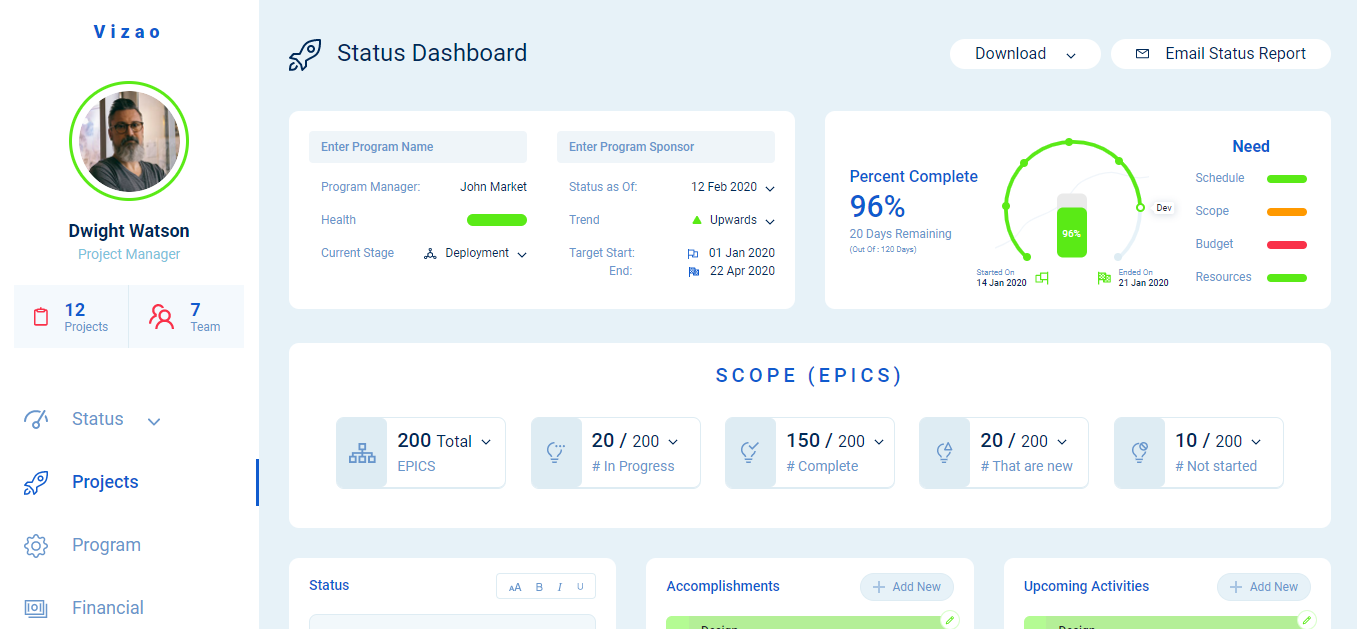 Vizao
Dwight Watson
Project Manager
12
Projects
7
Team
Status
Projects
Program
Financial
Status Dashboard
Download
Email Status Report
Enter Program Name
Enter Program Sponsor
Program Manager: John Market
Health
Current Stage Deployment
Status as Of: 12 Feb 2020
Trend Upwards
Target Start: 01 Jan 2020
End: 22 Apr 2020
Percent Complete
96%
20 Days Remaining
(Out Of : 120 Days)
96%
Dev
Started On
14 Jan 2020
Ended On
21 Jan 2020
Need
Schedule
Scope
Budget
Resources
SCOPE (EPICS)
200 Total
EPICS
20 / 200
# In Progress
150 / 200
# Complete
20 / 200
# That are new
10 / 200
# Not started
Status
AA B I U
Accomplishments
Add New
Design
Upcoming Activities
Add New
Design